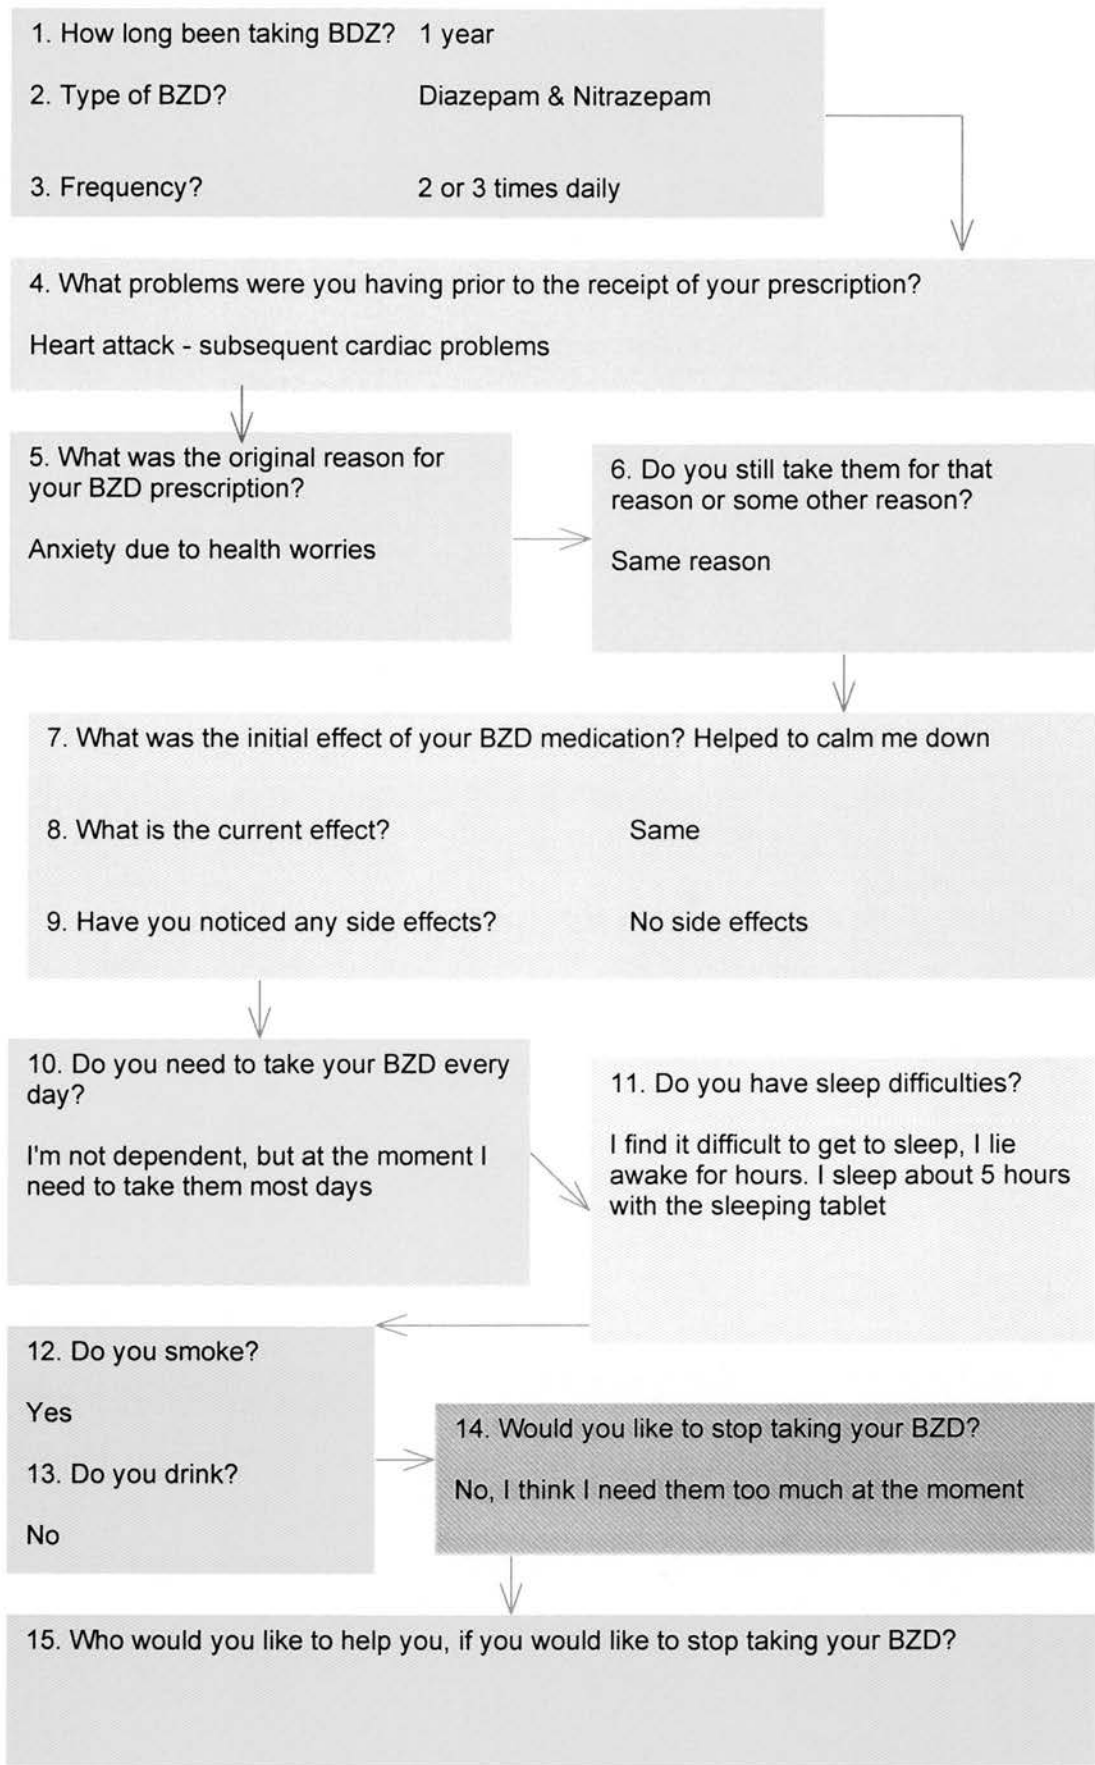 1. How long been taking BDZ? 1 year
2. Type of BZD? Diazepam & Nitrazepam
3. Frequency? 2 or 3 times daily
4. What problems were you having prior to the receipt of your prescription?
Heart attack - subsequent cardiac problems
5. What was the original reason for
your BZD prescription?
Anxiety due to health worries
6. Do you still take them for that
reason or some other reason?
Same reason
7. What was the initial effect of your BZD medication? Helped to calm me down
8. What is the current effect? Same
9. Have you noticed any side effects? No side effects
10. Do you need to take your BZD every
day?
I'm not dependent, but at the moment I
need to take them most days
11. Do you have sleep difficulties?
I find it difficult to get to sleep, I lie
awake for hours. I sleep about 5 hours
with the sleeping tablet
12. Do you smoke?
Yes
13. Do you drink?
No
14. Would you like to stop taking your BZD?
No, I think I need them too much at the moment
15. Who would you like to help you, if you would like to stop taking your BZD?